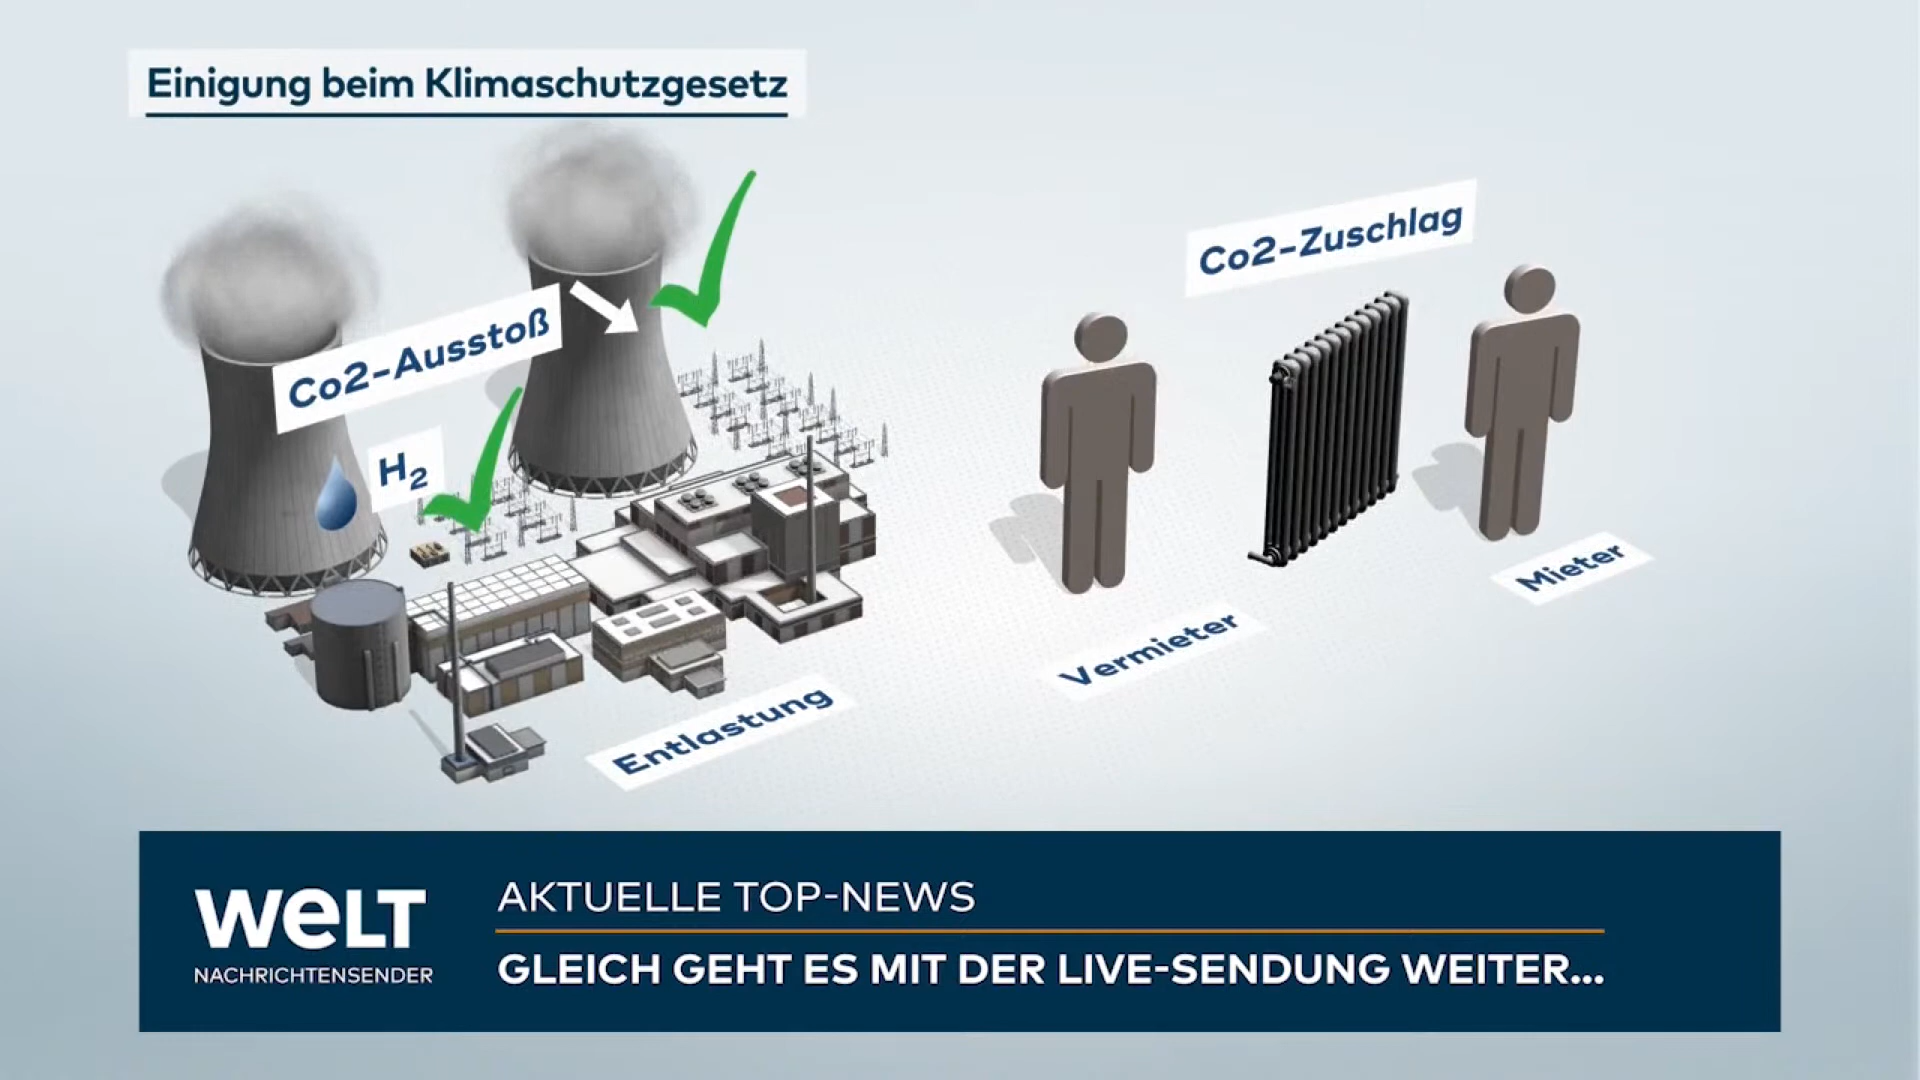 Einigung beim Klimaschutzgesetz
Co2-Ausstoß
H₂
Entlastung
Co2-Zuschlag
Vermieter
Mieter
WELT
NACHRICHTENSENDER
AKTUELLE TOP-NEWS
GLEICH GEHT ES MIT DER LIVE-SENDUNG WEITER...